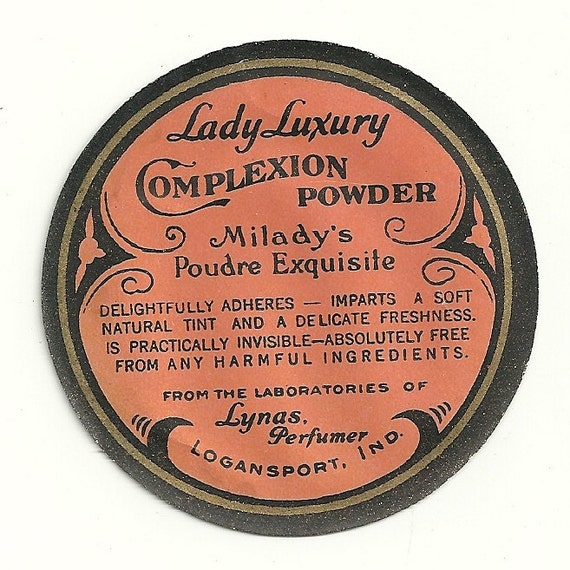 Lady Luxury
COMPLEXION
POWDER
Milady's
Poudre Exquisite
DELIGHTFULLY ADHERES — IMPARTS A SOFT
NATURAL TINT AND A DELICATE FRESHNESS.
IS PRACTICALLY INVISIBLE—ABSOLUTELY FREE
FROM ANY HARMFUL INGREDIENTS.
FROM THE LABORATORIES OF
Lynas,
Perfumer
LOGANSPORT, IND.